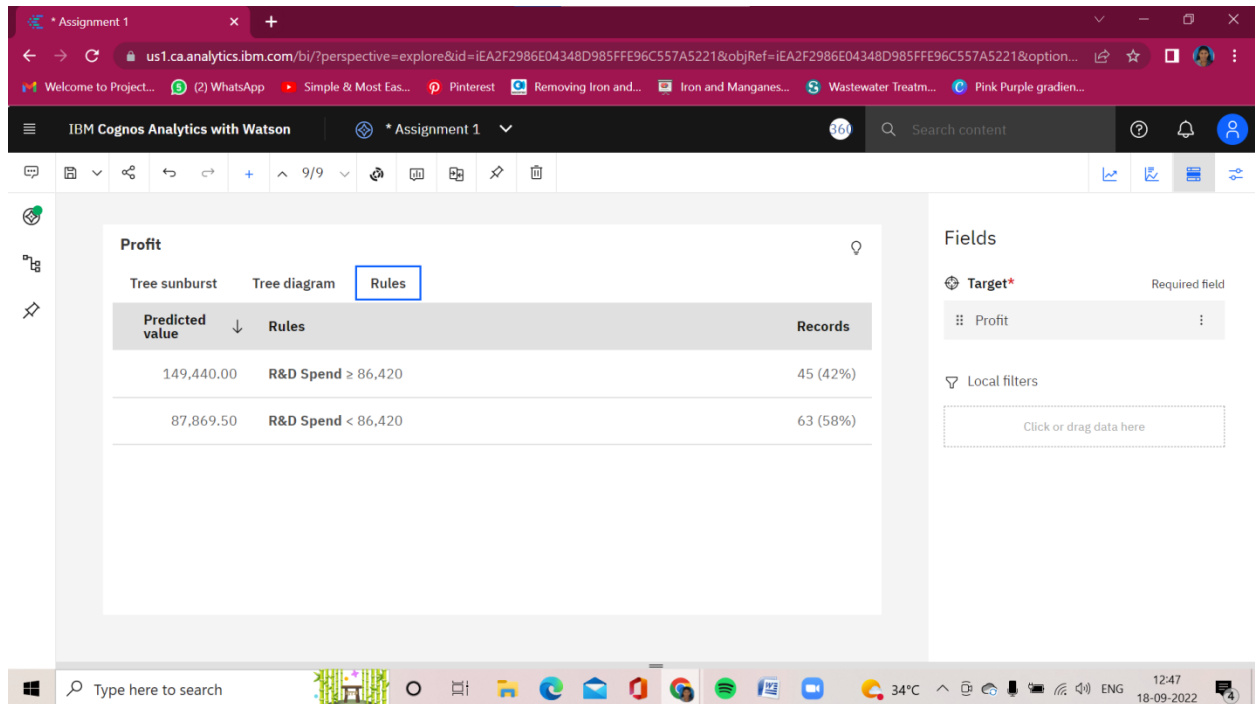 * Assignment 1
us1.ca.analytics.ibm.com/bi/?perspective=explore&id=iEA2F2986E04348D985FFE96C557A5221&objRef=iEA2F2986E04348D985FFE96C557A5221&option...
Welcome to Project... (2) WhatsApp Simple & Most Eas... Pinterest Removing Iron and... Iron and Manganes... Wastewater Treatm... Pink Purple gradien...
IBM Cognos Analytics with Watson * Assignment 1 360 Search content
9/9
Profit
Tree sunburst Tree diagram Rules
Predicted value Rules Records
149,440.00 R&D Spend ≥ 86,420 45 (42%)
87,869.50 R&D Spend < 86,420 63 (58%)
Fields
Target* Required field
Profit
Local filters
Click or drag data here
Type here to search 34°C ENG 12:47
18-09-2022 4